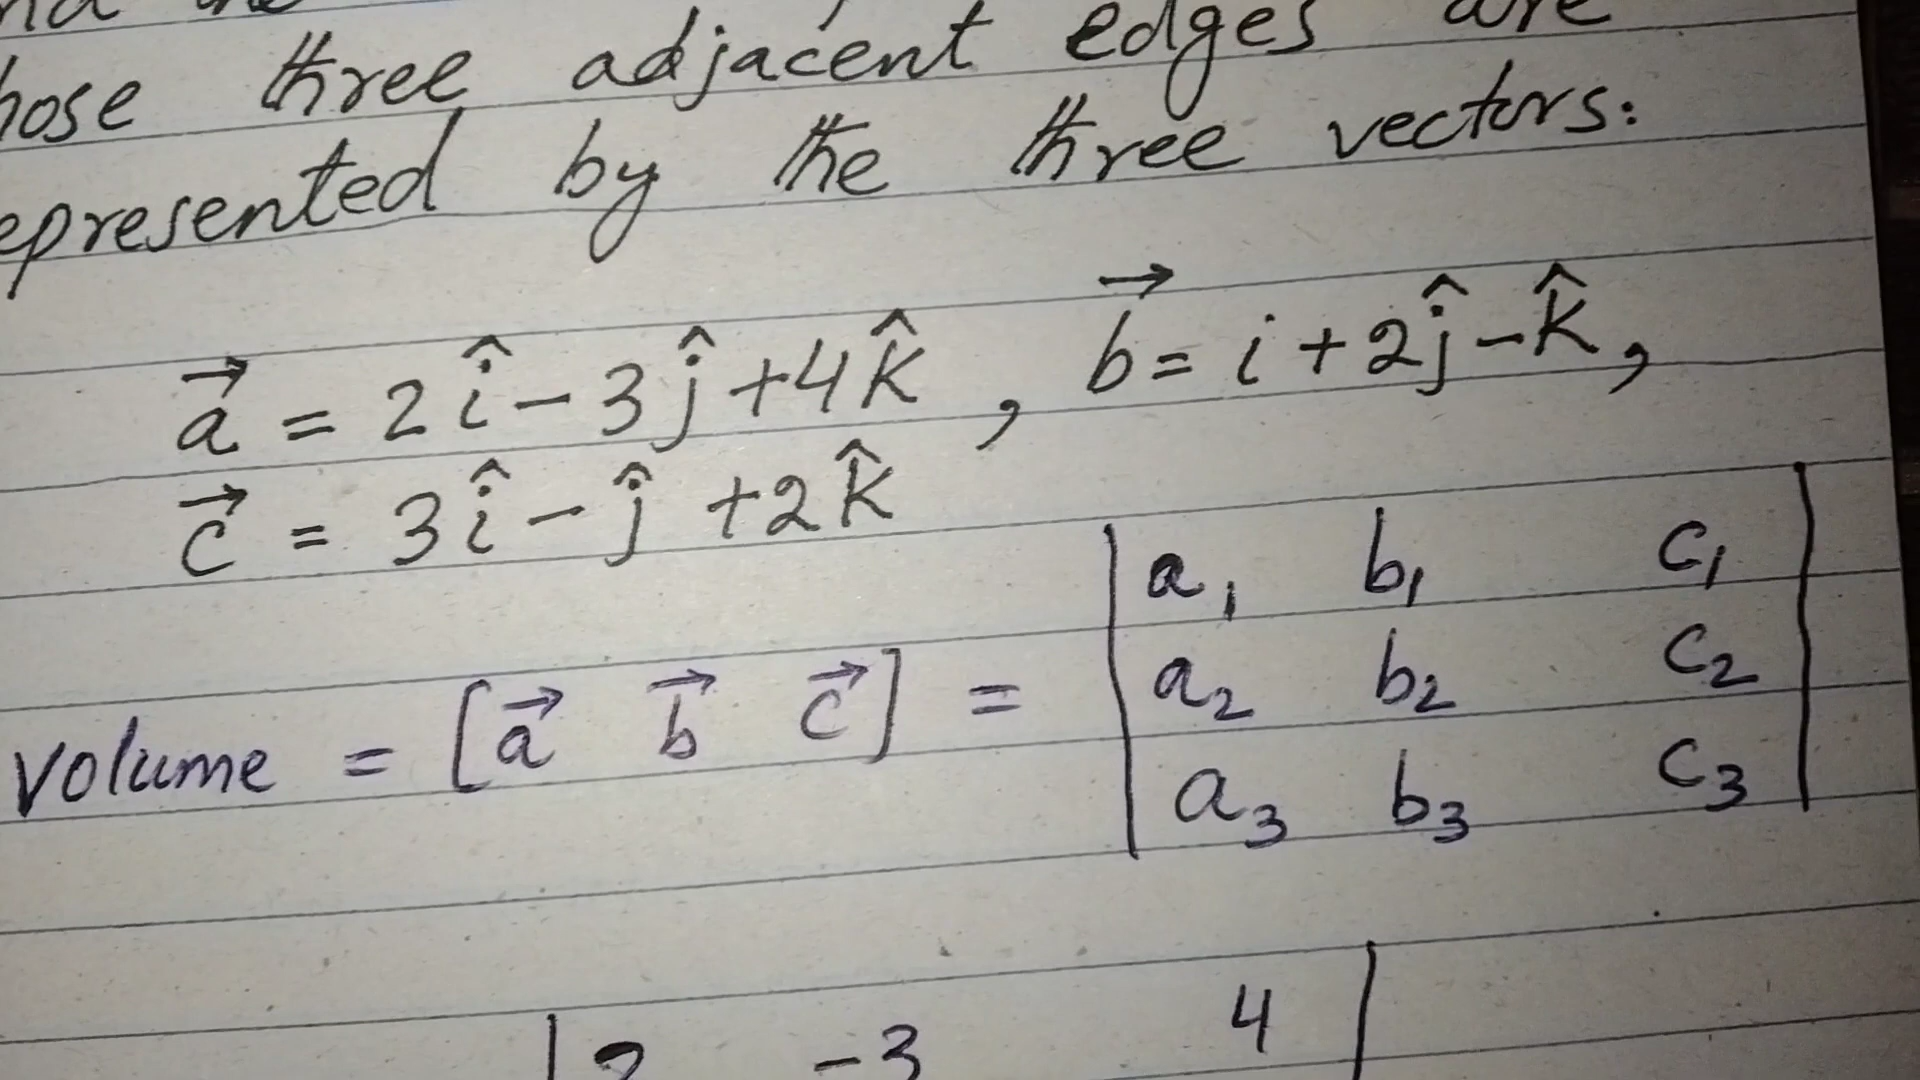 three adjacent edges are
by the three vectors:
a⃗ = 2î - 3ĵ + 4k̂, b⃗ = i + 2ĵ - k̂,
c⃗ = 3î - ĵ + 2k̂
volume = [a⃗ b⃗ c⃗] = | a₁ b₁ c₁ |
| a₂ b₂ c₂ |
| a₃ b₃ c₃ |
| 2 -3 4 |